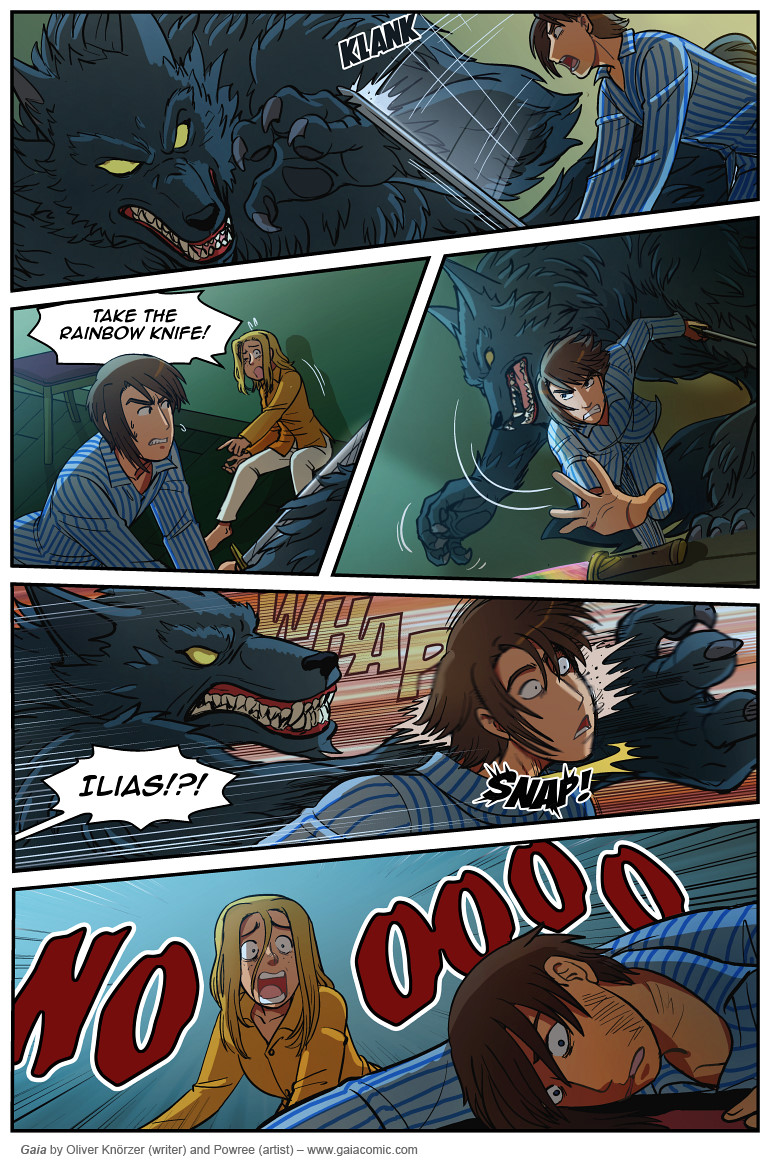 KLANK
TAKE THE
RAINBOW KNIFE!
WHAP
ILIAS!?!
SNAP!
NOOOOO
Gaia by Oliver Knörzer (writer) and Powree (artist) – www.gaiacomic.com